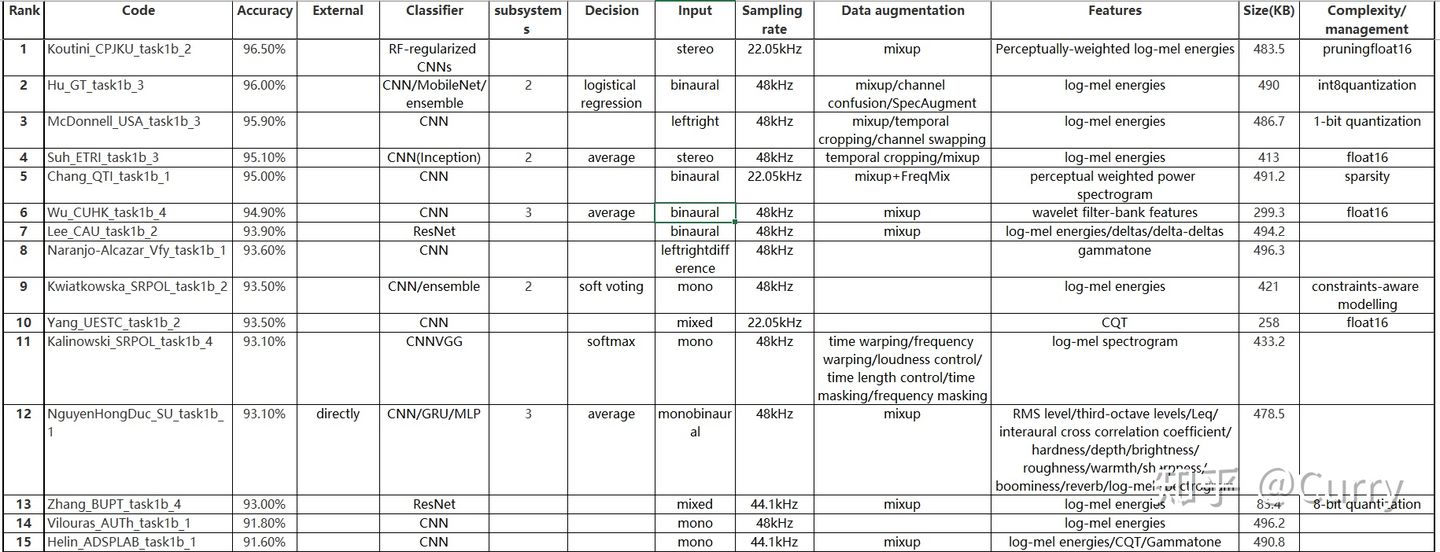 Rank Code Accuracy External Classifier subsystem s Decision Input Sampling rate Data augmentation Features Size(KB) Complexity/ management
1 Koutini_CPJKU_task1b_2 96.50% RF-regularized CNNs stereo 22.05kHz mixup Perceptually-weighted log-mel energies 483.5 pruningfloat16
2 Hu_GT_task1b_3 96.00% CNN/MobileNet/ ensemble 2 logistical regression binaural 48kHz mixup/channel confusion/SpecAugment log-mel energies 490 int8quantization
3 McDonnell_USA_task1b_3 95.90% CNN leftright 48kHz mixup/temporal cropping/channel swapping log-mel energies 486.7 1-bit quantization
4 Suh_ETRI_task1b_3 95.10% CNN(Inception) 2 average stereo 48kHz temporal cropping/mixup log-mel energies 413 float16
5 Chang_QTI_task1b_1 95.00% CNN binaural 22.05kHz mixup+FreqMix perceptual weighted power spectrogram 491.2 sparsity
6 Wu_CUHK_task1b_4 94.90% CNN 3 average binaural 48kHz mixup wavelet filter-bank features 299.3 float16
7 Lee_CAU_task1b_2 93.90% ResNet binaural 48kHz mixup log-mel energies/deltas/delta-deltas 494.2
8 Naranjo-Alcazar_Vfy_task1b_1 93.60% CNN leftrightdiff erence 48kHz gammatone 496.3
9 Kwiatkowska_SRPOL_task1b_2 93.50% CNN/ensemble 2 soft voting mono 48kHz log-mel energies 421 constraints-aware modelling
10 Yang_UESTC_task1b_2 93.50% CNN mixed 22.05kHz CQT 258 float16
11 Kalinowski_SRPOL_task1b_4 93.10% CNNVGG softmax mono 48kHz time warping/frequency warping/loudness control/ time length control/time masking/frequency masking log-mel spectrogram 433.2
12 NguyenHongDuc_SU_task1b_ 1 93.10% directly CNN/GRU/MLP 3 average monobinaur al 48kHz mixup RMS level/third-octave levels/Leq/ interaural cross correlation coefficient/ hardness/depth/brightness/ roughness/warmth/sharpness/ boominess/reverb/log-mel spectrogram 478.5
13 Zhang_BUPT_task1b_4 93.00% ResNet mixed 44.1kHz mixup log-mel energies 83.4 8-bit quantization
14 Vilouras_AUTh_task1b_1 91.80% CNN mono 48kHz log-mel energies 496.2
15 Helin_ADSPLAB_task1b_1 91.60% CNN mono 44.1kHz mixup log-mel energies/CQT/Gammatone 490.8
知乎 @Curry